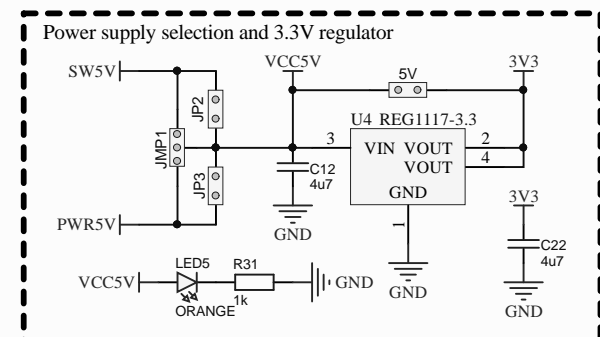 Power supply selection and 3.3V regulator
SW5V
VCC5V
5V
3V3
JP2
U4 REG1117-3.3
JMP1
3
VIN VOUT
2
VOUT
4
C12
4u7
JP3
GND
1
3V3
PWR5V
GND
C22
4u7
LED5
R31
VCC5V
GND
GND
GND
ORANGE
1k